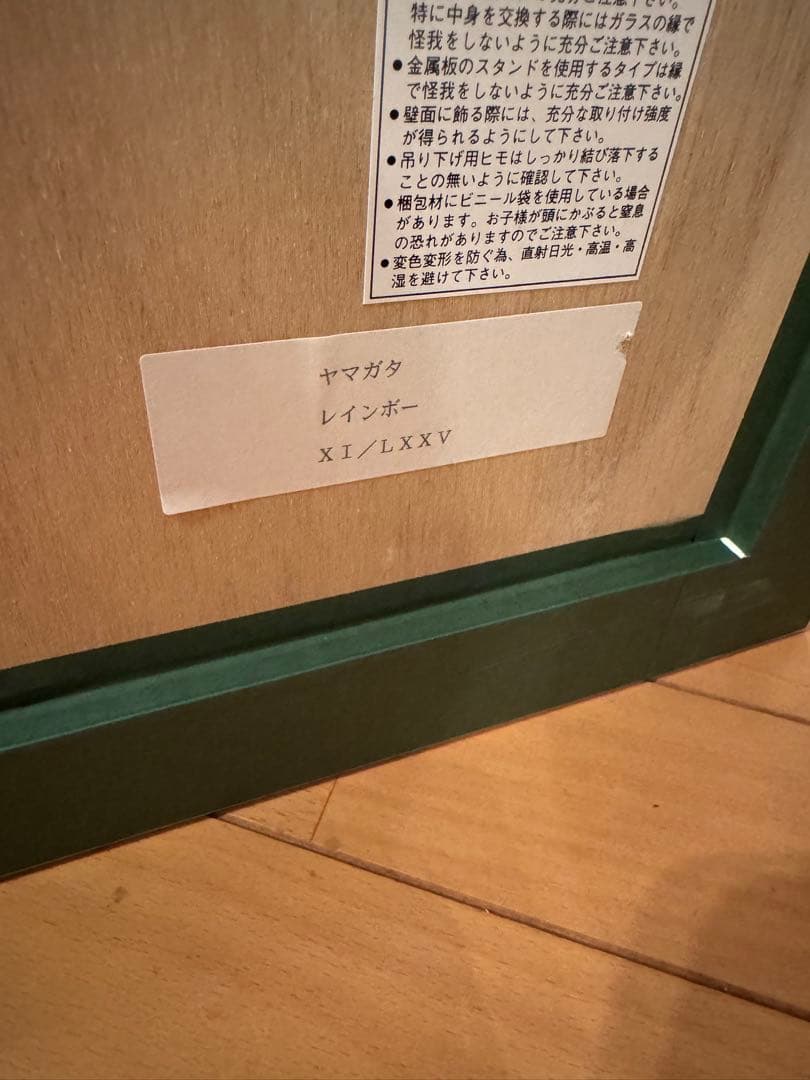 特に中身を交換する際にはガラスの縁で
怪我をしないように充分ご注意下さい。
●金属板のスタンドを使用するタイプは縁
で怪我をしないように充分ご注意下さい。
●壁面に飾る際には、充分な取り付け強度
が得られるようにして下さい。
●吊り下げ用ヒモはしっかり結び落下する
ことの無いように確認して下さい。
●梱包材にビニール袋を使用している場合
があります。お子様が頭にかぶると窒息
の恐れがありますのでご注意下さい。
●変色変形を防ぐ為、直射日光・高温・高
湿を避けて下さい。
ヤマガタ
レインボー
ⅩⅠ／LⅩⅩⅤ